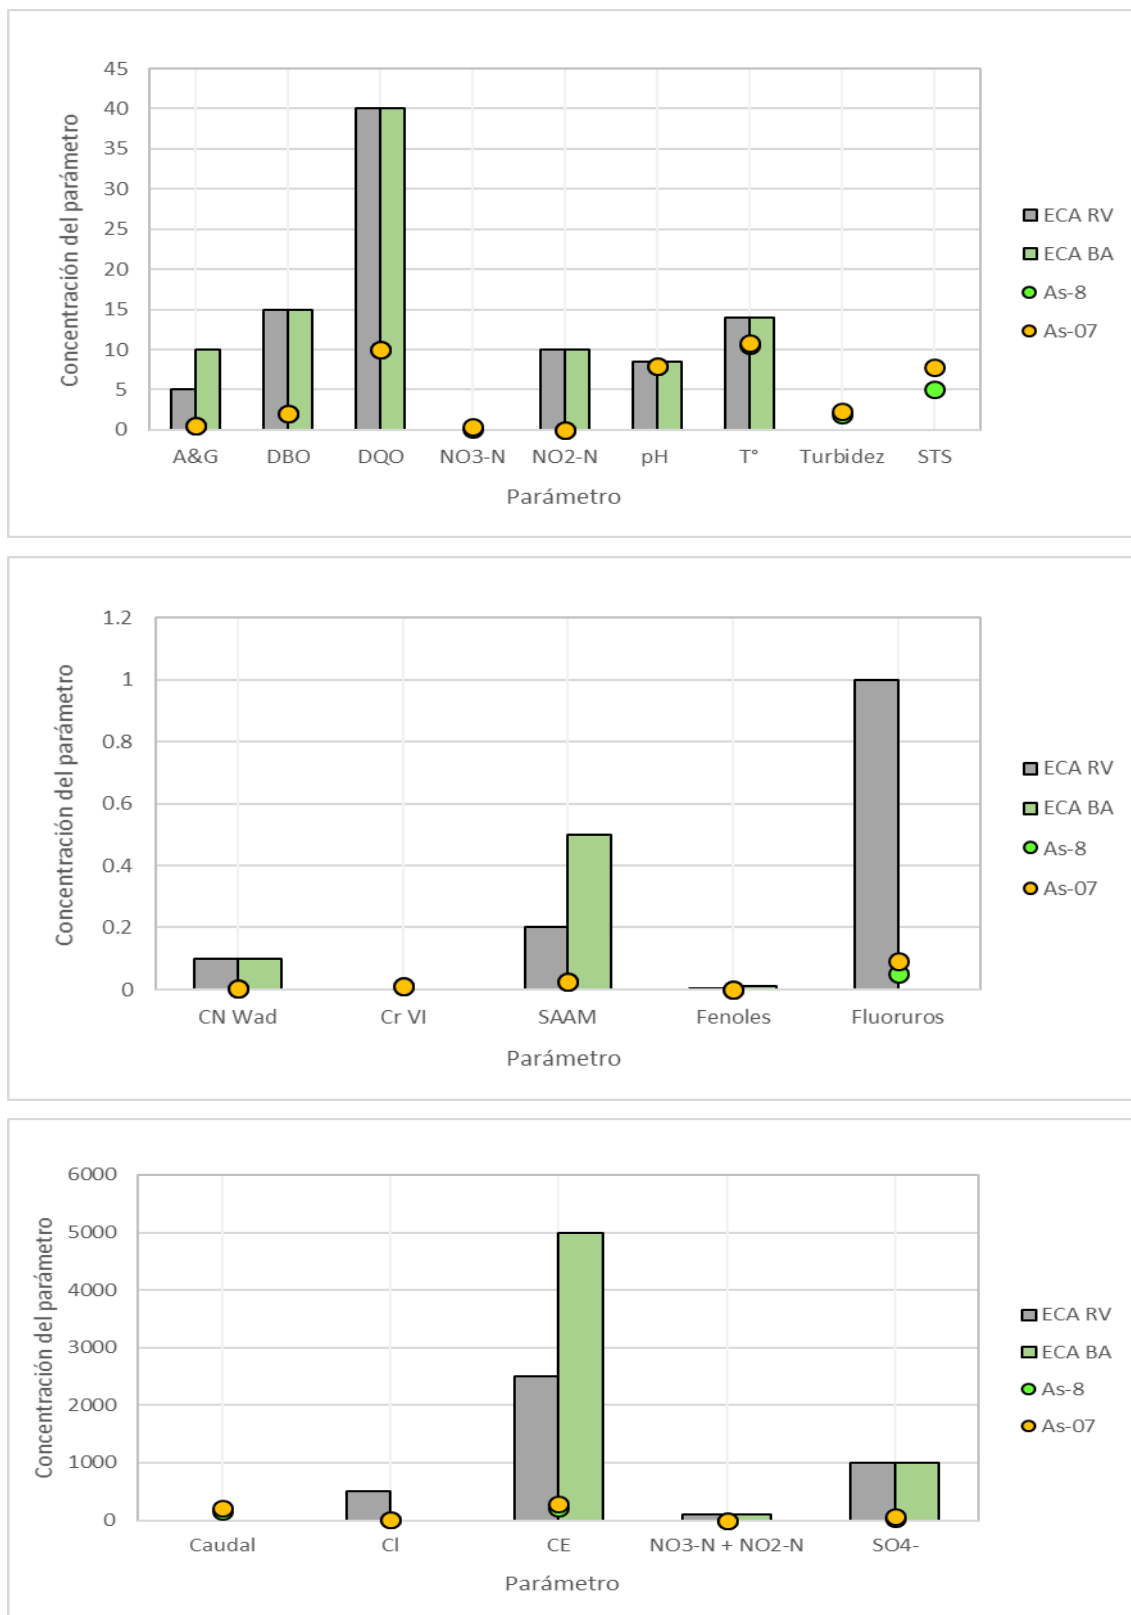 45
40
35
30
25
20
15
10
5
0
Concentración del parámetro
A&G DBO DQO NO3-N NO2-N pH T° Turbidez STS
Parámetro
ECA RV
ECA BA
As-8
As-07
1.2
1
0.8
0.6
0.4
0.2
0
Concentración del parámetro
CN Wad Cr VI SAAM Fenoles Fluoruros
Parámetro
ECA RV
ECA BA
As-8
As-07
6000
5000
4000
3000
2000
1000
0
Concentración del parámetro
Caudal Cl CE NO3-N + NO2-N SO4-
Parámetro
ECA RV
ECA BA
As-8
As-07